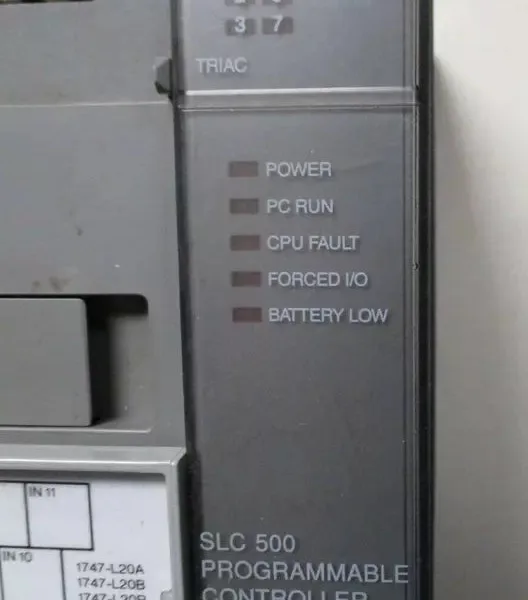 3 7
TRIAC
POWER
PC RUN
CPU FAULT
FORCED I/O
BATTERY LOW
IN 11
IN 10
1747-L20A
1747-L20B
SLC 500
PROGRAMMABLE
CONTROLLER